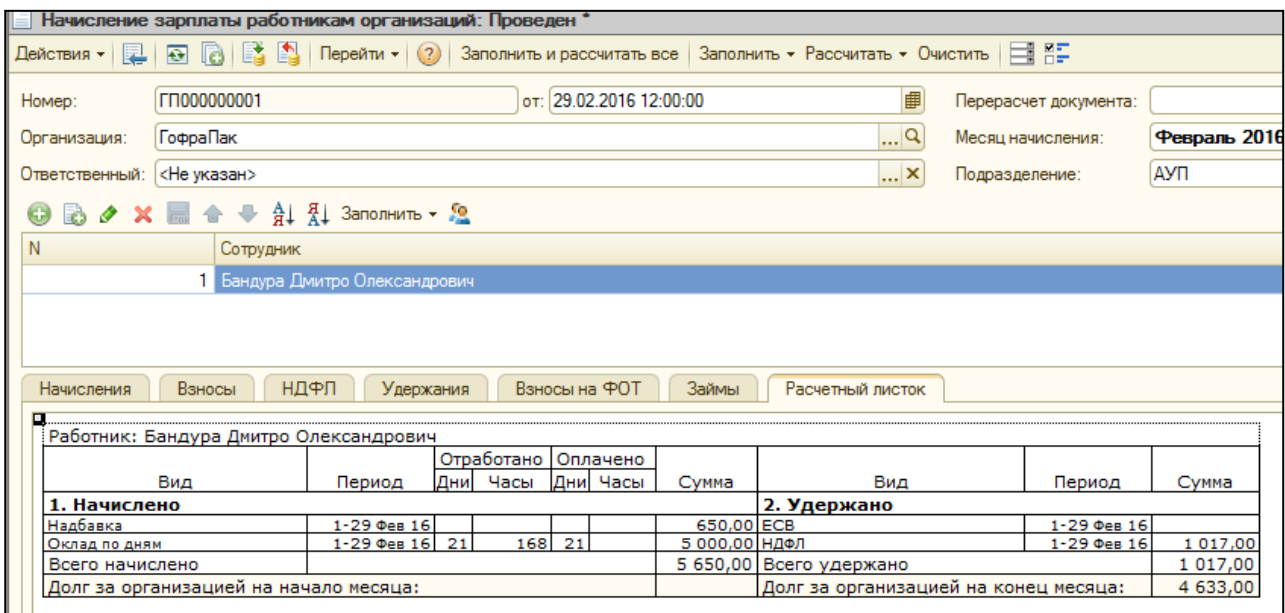 Начисление зарплаты работникам организаций: Проведен *
Действия Перейти Заполнить и рассчитать все Заполнить Рассчитать Очистить
Номер: ГП000000001 от: 29.02.2016 12:00:00 Перерасчет документа:
Организация: ГофраПак ... Месяц начисления: Февраль 2016
Ответственный: <Не указан> ... Подразделение: АУП
Заполнить
N Сотрудник
1 Бандура Дмитро Олександрович
Начисления Взносы НДФЛ Удержания Взносы на ФОТ Займы Расчетный листок
Работник: Бандура Дмитро Олександрович
Отработано Оплачено
Вид Период Дни Часы Дни Часы Сумма Вид Период Сумма
1. Начислено 2. Удержано
Надбавка 1-29 Фев 16 650,00 ЕСВ 1-29 Фев 16
Оклад по дням 1-29 Фев 16 21 168 21 5 000,00 НДФЛ 1-29 Фев 16 1 017,00
Всего начислено 5 650,00 Всего удержано 1 017,00
Долг за организацией на начало месяца: Долг за организацией на конец месяца: 4 633,00